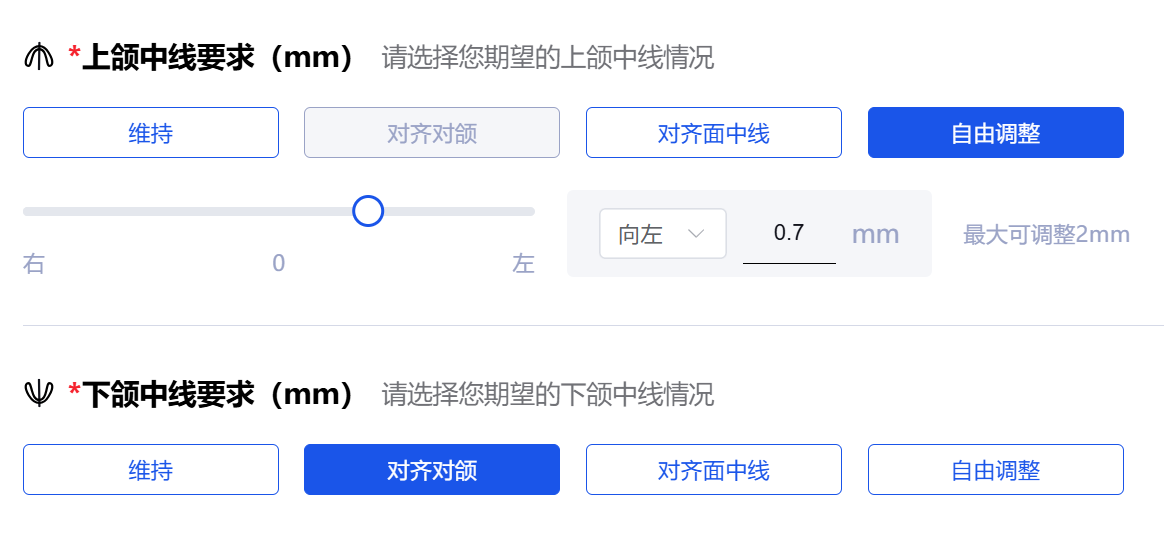 *上颌中线要求（mm） 请选择您期望的上颌中线情况
维持 对齐对颌 对齐面中线 自由调整
向左 0.7 mm 最大可调整2mm
右 0 左
*下颌中线要求（mm） 请选择您期望的下颌中线情况
维持 对齐对颌 对齐面中线 自由调整